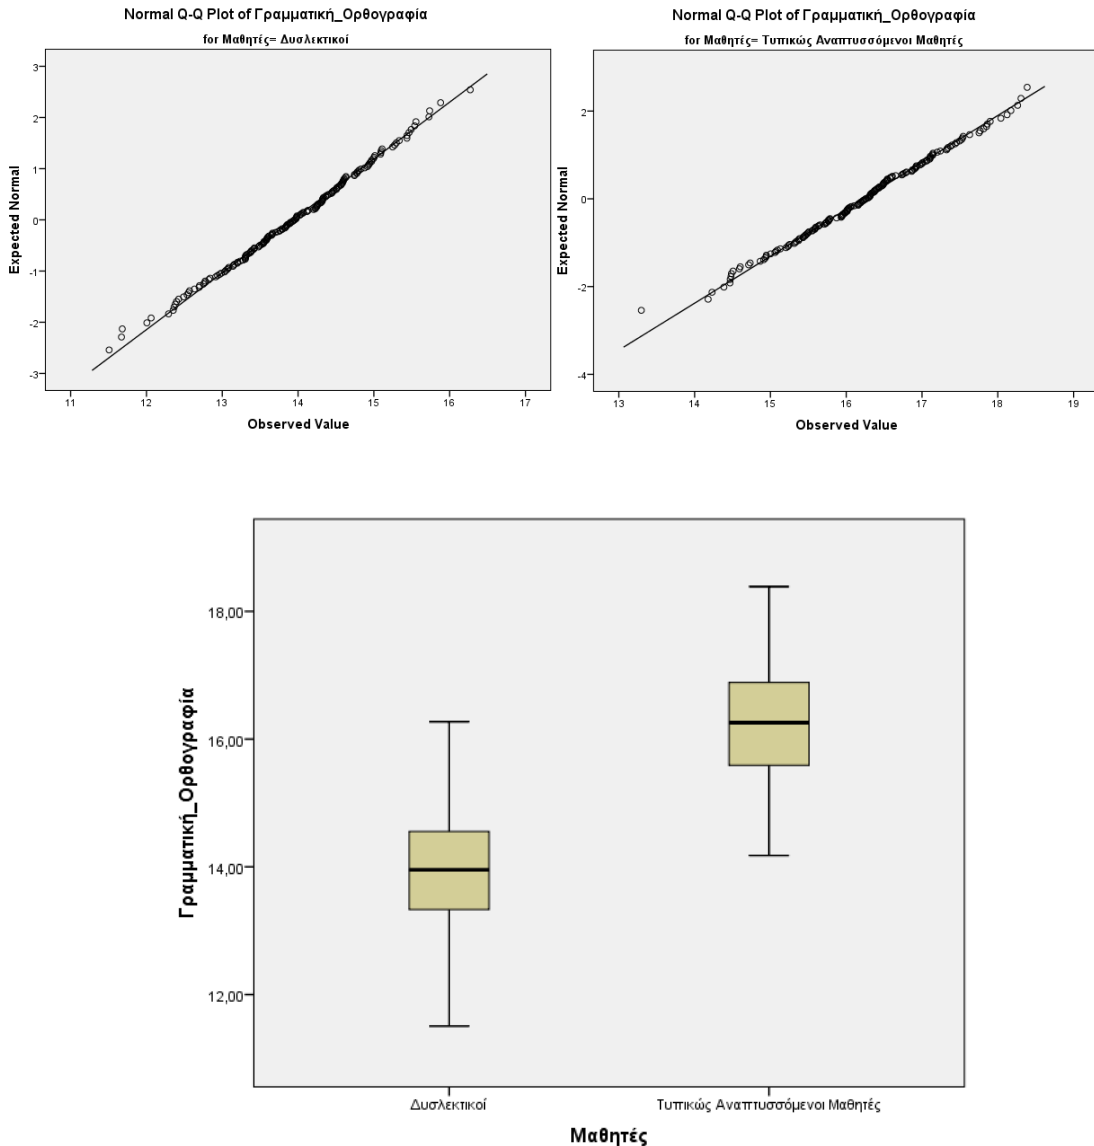 Normal Q-Q Plot of Γραμματική_Ορθογραφία
for Μαθητές= Δυσλεκτικοί
3
2
1
0
-1
-2
-3
Expected Normal
11 12 13 14 15 16 17
Observed Value
Normal Q-Q Plot of Γραμματική_Ορθογραφία
for Μαθητές= Τυπικώς Αναπτυσσόμενοι Μαθητές
2
0
-2
-4
Expected Normal
13 14 15 16 17 18 19
Observed Value
18,00
16,00
14,00
12,00
Γραμματική_Ορθογραφία
Δυσλεκτικοί Τυπικώς Αναπτυσσόμενοι Μαθητές
Μαθητές